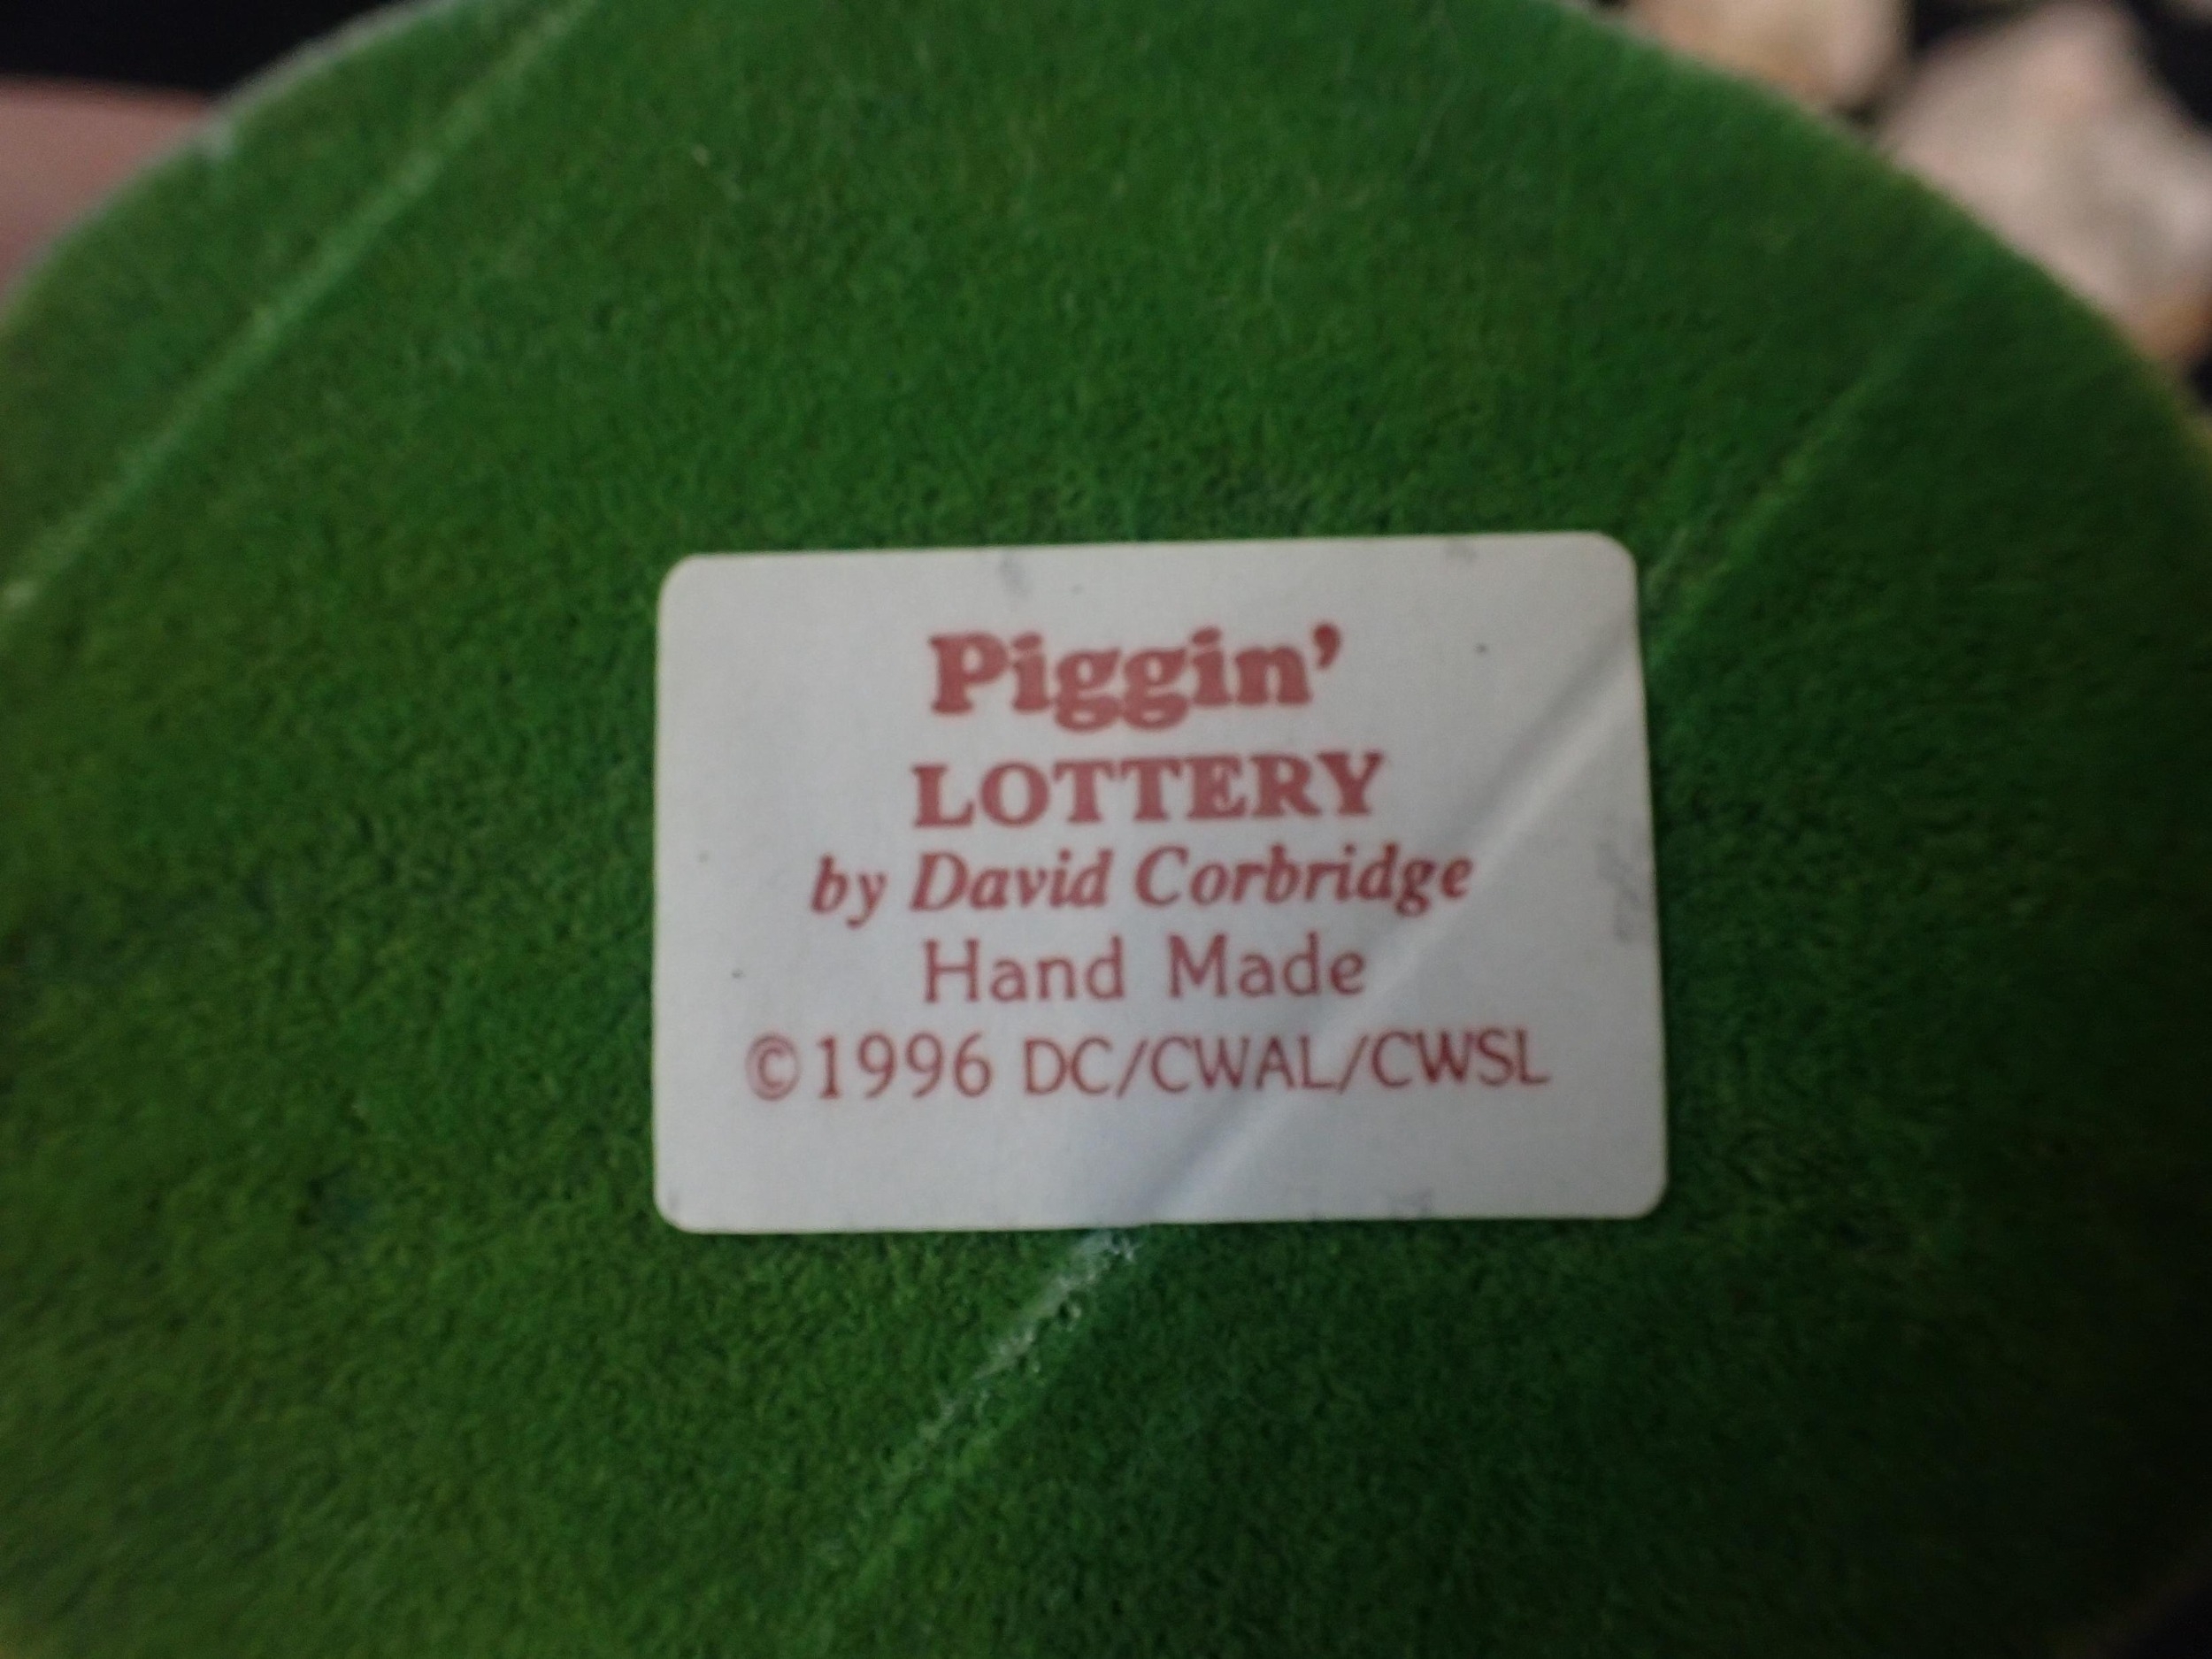 Piggin'
LOTTERY
by David Corbridge
Hand Made
©1996 DC/CWAL/CWSL